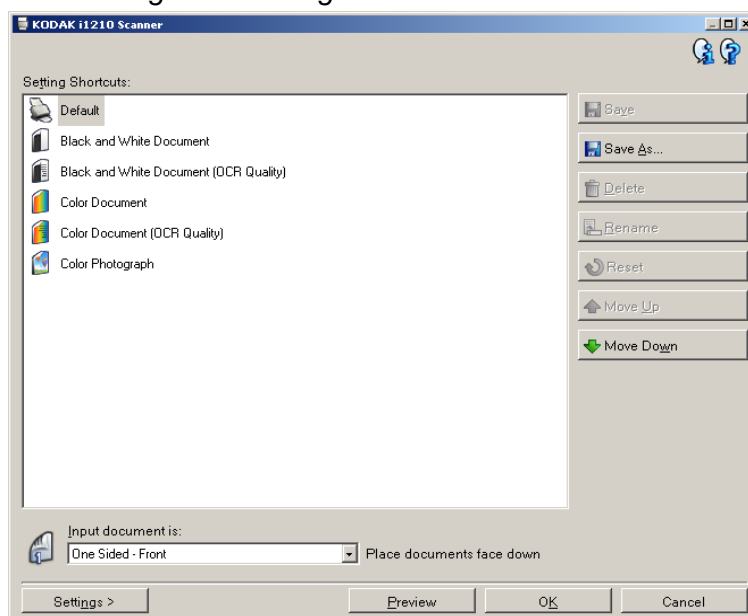 KODAK i1210 Scanner
Setting Shortcuts:
Default
Black and White Document
Black and White Document (OCR Quality)
Color Document
Color Document (OCR Quality)
Color Photograph
Save
Save As...
Delete
Rename
Reset
Move Up
Move Down
Input document is:
One Sided - Front
Place documents face down
Settings >
Preview
OK
Cancel